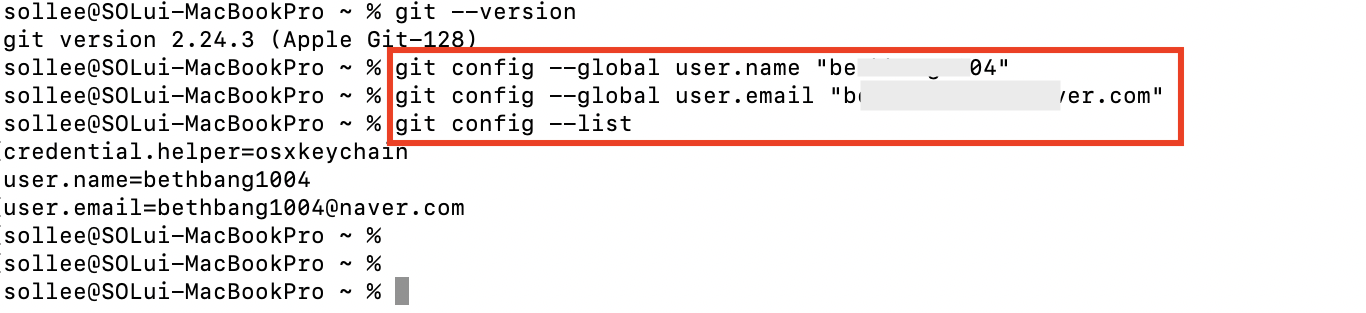 sollee@SOLui-MacBookPro ~ % git --version
git version 2.24.3 (Apple Git-128)
sollee@SOLui-MacBookPro ~ % git config --global user.name "be 04"
sollee@SOLui-MacBookPro ~ % git config --global user.email "be ver.com"
sollee@SOLui-MacBookPro ~ % git config --list
credential.helper=osxkeychain
user.name=bethbang1004
user.email=bethbang1004@naver.com
sollee@SOLui-MacBookPro ~ %
sollee@SOLui-MacBookPro ~ %
sollee@SOLui-MacBookPro ~ %